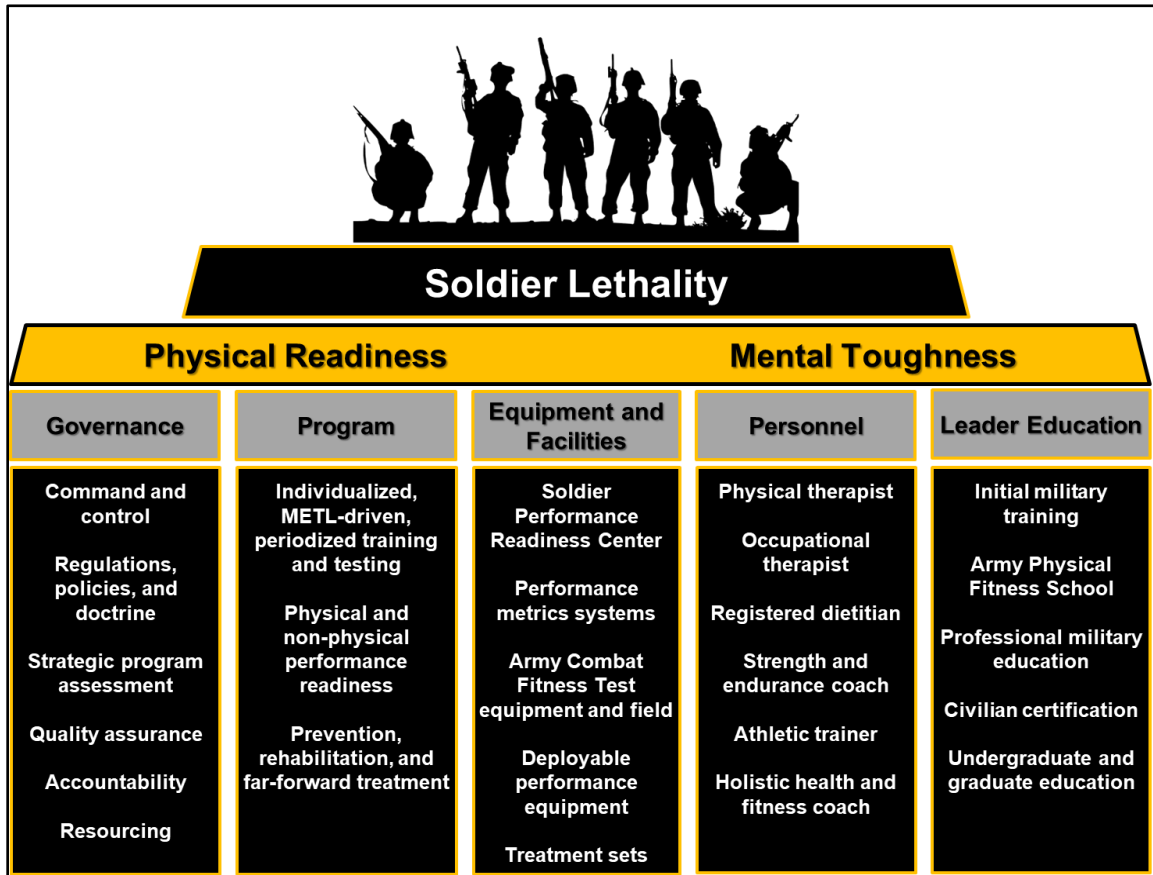 Soldier Lethality
Physical Readiness
Mental Toughness
Governance
Command and
control
Regulations,
policies, and
doctrine
Strategic program
assessment
Quality assurance
Accountability
Resourcing
Program
Individualized,
METL-driven,
periodized training
and testing
Physical and
non-physical
performance
readiness
Prevention,
rehabilitation, and
far-forward treatment
Equipment and
Facilities
Soldier
Performance
Readiness Center
Performance
metrics systems
Army Combat
Fitness Test
equipment and field
Deployable
performance
equipment
Treatment sets
Personnel
Physical therapist
Occupational
therapist
Registered dietitian
Strength and
endurance coach
Athletic trainer
Holistic health and
fitness coach
Leader Education
Initial military
training
Army Physical
Fitness School
Professional military
education
Civilian certification
Undergraduate and
graduate education